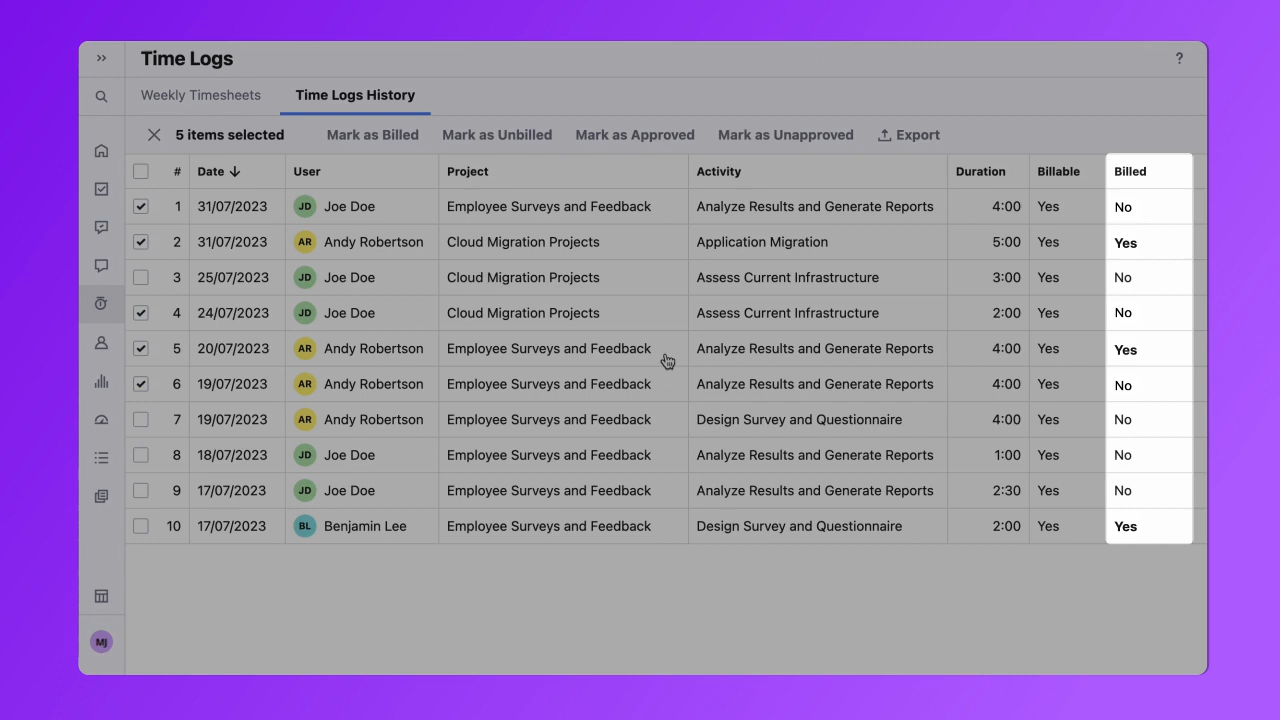 Time Logs ?
Weekly Timesheets Time Logs History
5 items selected Mark as Billed Mark as Unbilled Mark as Approved Mark as Unapproved Export
# Date User Project Activity Duration Billable Billed
1 31/07/2023 JD Joe Doe Employee Surveys and Feedback Analyze Results and Generate Reports 4:00 Yes No
2 31/07/2023 AR Andy Robertson Cloud Migration Projects Application Migration 5:00 Yes Yes
3 25/07/2023 JD Joe Doe Cloud Migration Projects Assess Current Infrastructure 3:00 Yes No
4 24/07/2023 JD Joe Doe Cloud Migration Projects Assess Current Infrastructure 2:00 Yes No
5 20/07/2023 AR Andy Robertson Employee Surveys and Feedback Analyze Results and Generate Reports 4:00 Yes Yes
6 19/07/2023 AR Andy Robertson Employee Surveys and Feedback Analyze Results and Generate Reports 4:00 Yes No
7 19/07/2023 AR Andy Robertson Employee Surveys and Feedback Design Survey and Questionnaire 4:00 Yes No
8 18/07/2023 JD Joe Doe Employee Surveys and Feedback Analyze Results and Generate Reports 1:00 Yes No
9 17/07/2023 JD Joe Doe Employee Surveys and Feedback Analyze Results and Generate Reports 2:30 Yes No
10 17/07/2023 BL Benjamin Lee Employee Surveys and Feedback Design Survey and Questionnaire 2:00 Yes Yes
MJ